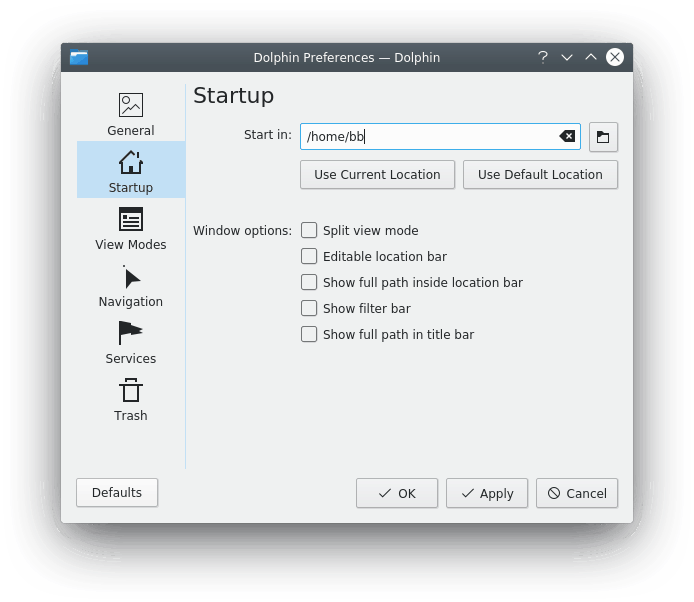 Dolphin Preferences — Dolphin
General
Startup
View Modes
Navigation
Services
Trash
Startup
Start in: /home/bb
Use Current Location Use Default Location
Window options: Split view mode
Editable location bar
Show full path inside location bar
Show filter bar
Show full path in title bar
Defaults OK Apply Cancel